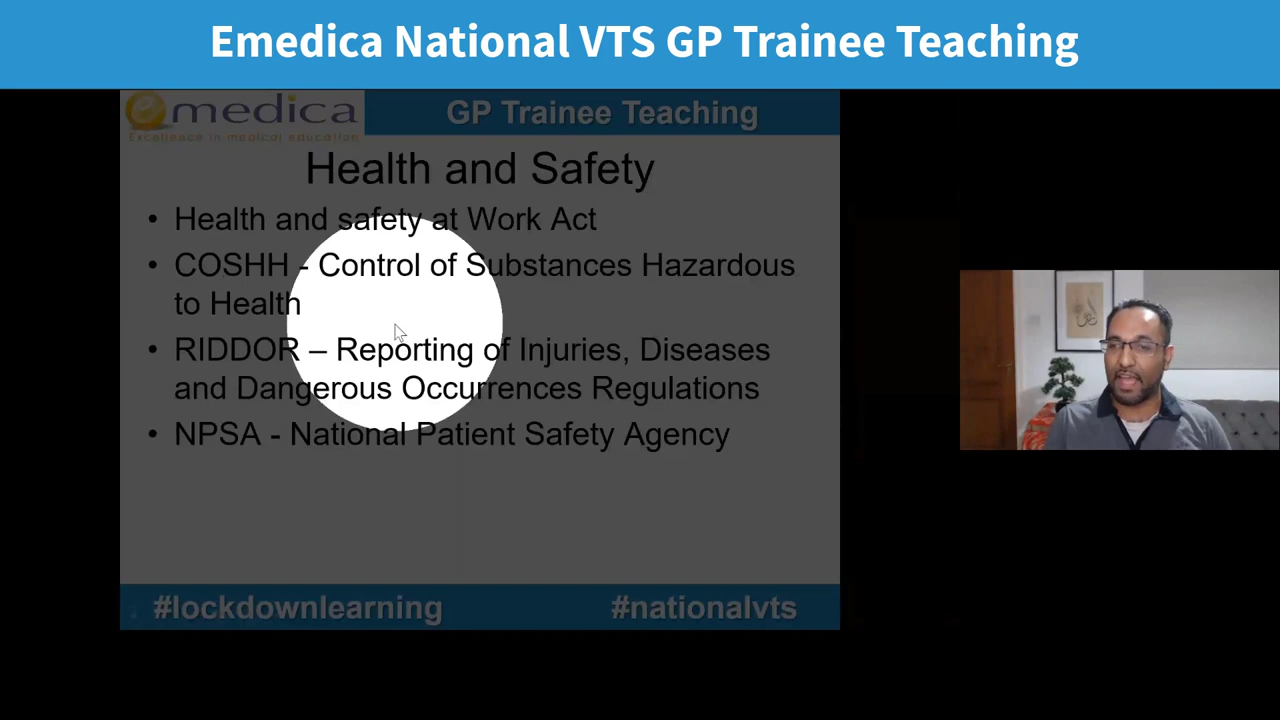 Emedica National VTS GP Trainee Teaching
emedica
Excellence in medical education
GP Trainee Teaching
Health and Safety
• Health and safety at Work Act
• COSHH - Control of Substances Hazardous
to Health
• RIDDOR – Reporting of Injuries, Diseases
and Dangerous Occurrences Regulations
• NPSA - National Patient Safety Agency
#lockdownlearning
#nationalvts